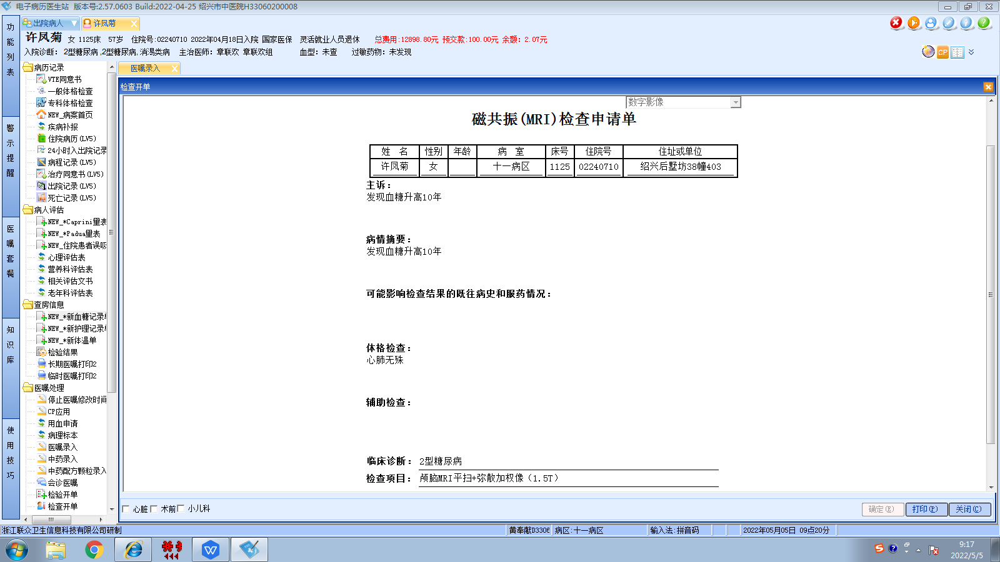 电子病历医生站 版本号:2.57.0603 Build:2022-04-25 绍兴市中医院H33060200008
出院病人 许凤菊
许凤菊 女 1125床 57岁 住院号:02240710 2022年04月18日入院 国家医保 灵活就业人员退休 总费用:12898.80元 预交款:100.00元 余额: 2.07元
入院诊断: 2型糖尿病,2型糖尿病,消渴类病 主治医师: 章联欢 章联欢组 血型: 未查 过敏药物: 未发现
CP
功能列表
警示提醒
医嘱套餐
知识库
使用技巧
病历记录
VTE同意书
一般体格检查
专科体格检查
NEW_病案首页
疾病补报
住院病历(LV5)
24小时入出院记录
病程记录(LV5)
治疗同意书(LV5)
出院记录(LV5)
死亡记录(LV5)
病人评估
NEW_*Caprini量表
NEW_*Padua量表
NEW_住院患者误吸
心理评估表
营养科评估表
相关评估文书
老年科评估表
查房信息
NEW_*新血糖记录单
NEW_*新护理记录单
NEW_*新体温单
检验结果
长期医嘱打印2
临时医嘱打印2
医嘱处理
停止医嘱修改时间
CP应用
用血申请
病理标本
医嘱录入
中药录入
中药配方颗粒录入
会诊医嘱
检验开单
检查开单
医嘱录入
检查开单
数字影像
磁共振(MRI)检查申请单
姓 名 性别 年龄 病 室 床号 住院号 住址或单位
许凤菊 女 十一病区 1125 02240710 绍兴后墅坊38幢403
主诉:
发现血糖升高10年
病情摘要:
发现血糖升高10年
可能影响检查结果的既往病史和服药情况:
体格检查:
心肺无殊
辅助检查:
临床诊断: 2型糖尿病
检查项目: 颅脑MRI平扫+弥散加权像(1.5T)
心脏 术前 小儿科
确定(E) 打印(P) 关闭(C)
浙江联众卫生信息科技有限公司研制 黄奉献D3306 病区:十一病区 输入法:拼音码 2022年05月05日 09点20分
9:17
2022/5/5